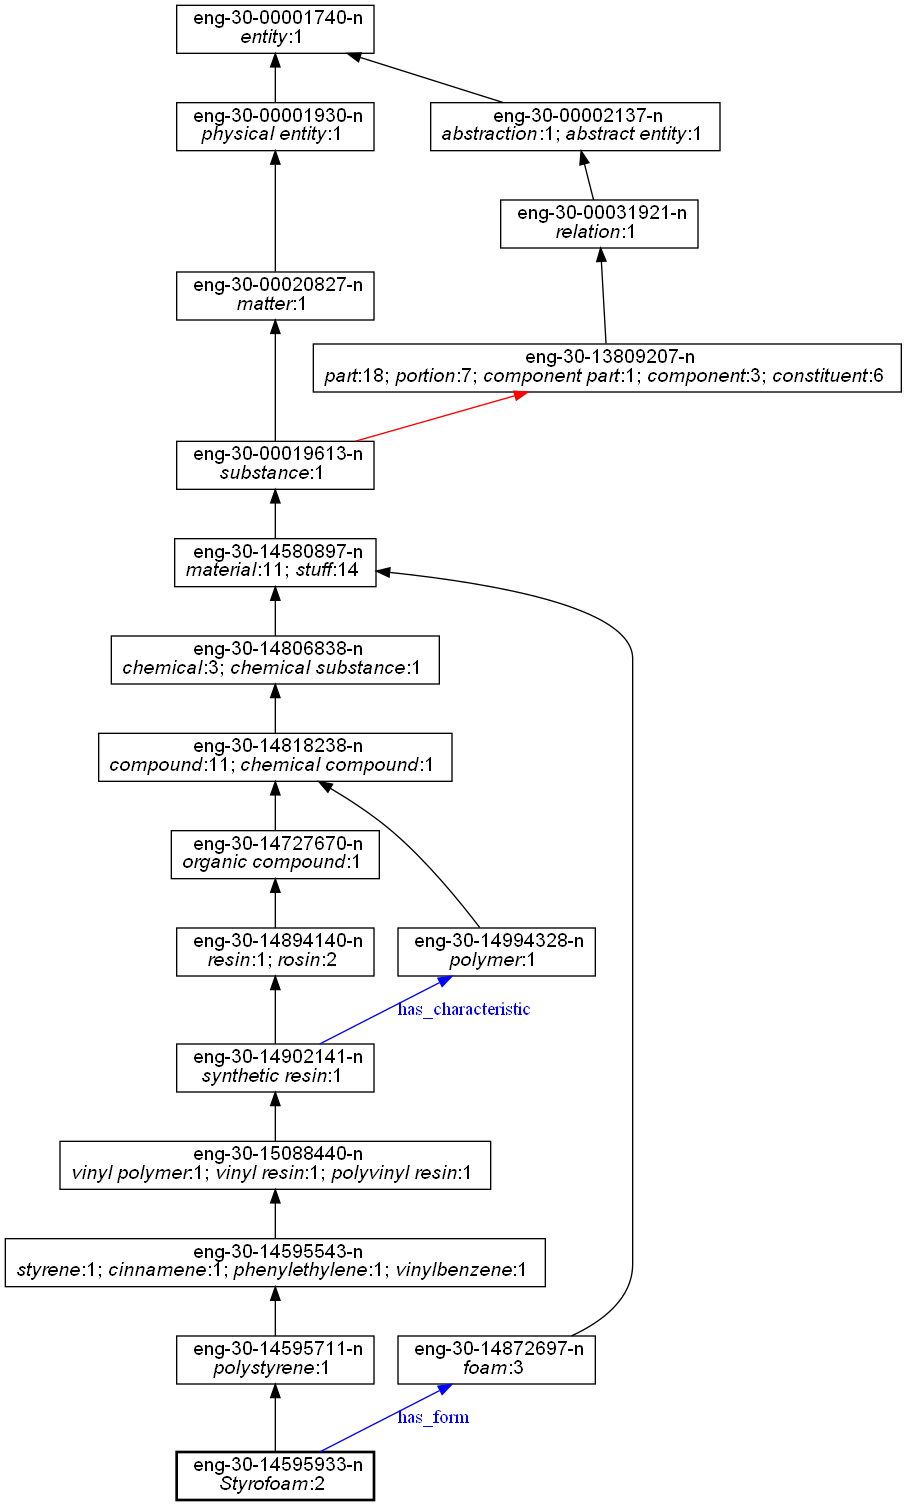 eng-30-00001740-n
entity:1
eng-30-00001930-n
physical entity:1
eng-30-00002137-n
abstraction:1; abstract entity:1
eng-30-00031921-n
relation:1
eng-30-00020827-n
matter:1
eng-30-13809207-n
part:18; portion:7; component part:1; component:3; constituent:6
eng-30-00019613-n
substance:1
eng-30-14580897-n
material:11; stuff:14
eng-30-14806838-n
chemical:3; chemical substance:1
eng-30-14818238-n
compound:11; chemical compound:1
eng-30-14727670-n
organic compound:1
eng-30-14894140-n
resin:1; rosin:2
eng-30-14994328-n
polymer:1
has_characteristic
eng-30-14902141-n
synthetic resin:1
eng-30-15088440-n
vinyl polymer:1; vinyl resin:1; polyvinyl resin:1
eng-30-14595543-n
styrene:1; cinnamene:1; phenylethylene:1; vinylbenzene:1
eng-30-14595711-n
polystyrene:1
eng-30-14872697-n
foam:3
has_form
eng-30-14595933-n
Styrofoam:2